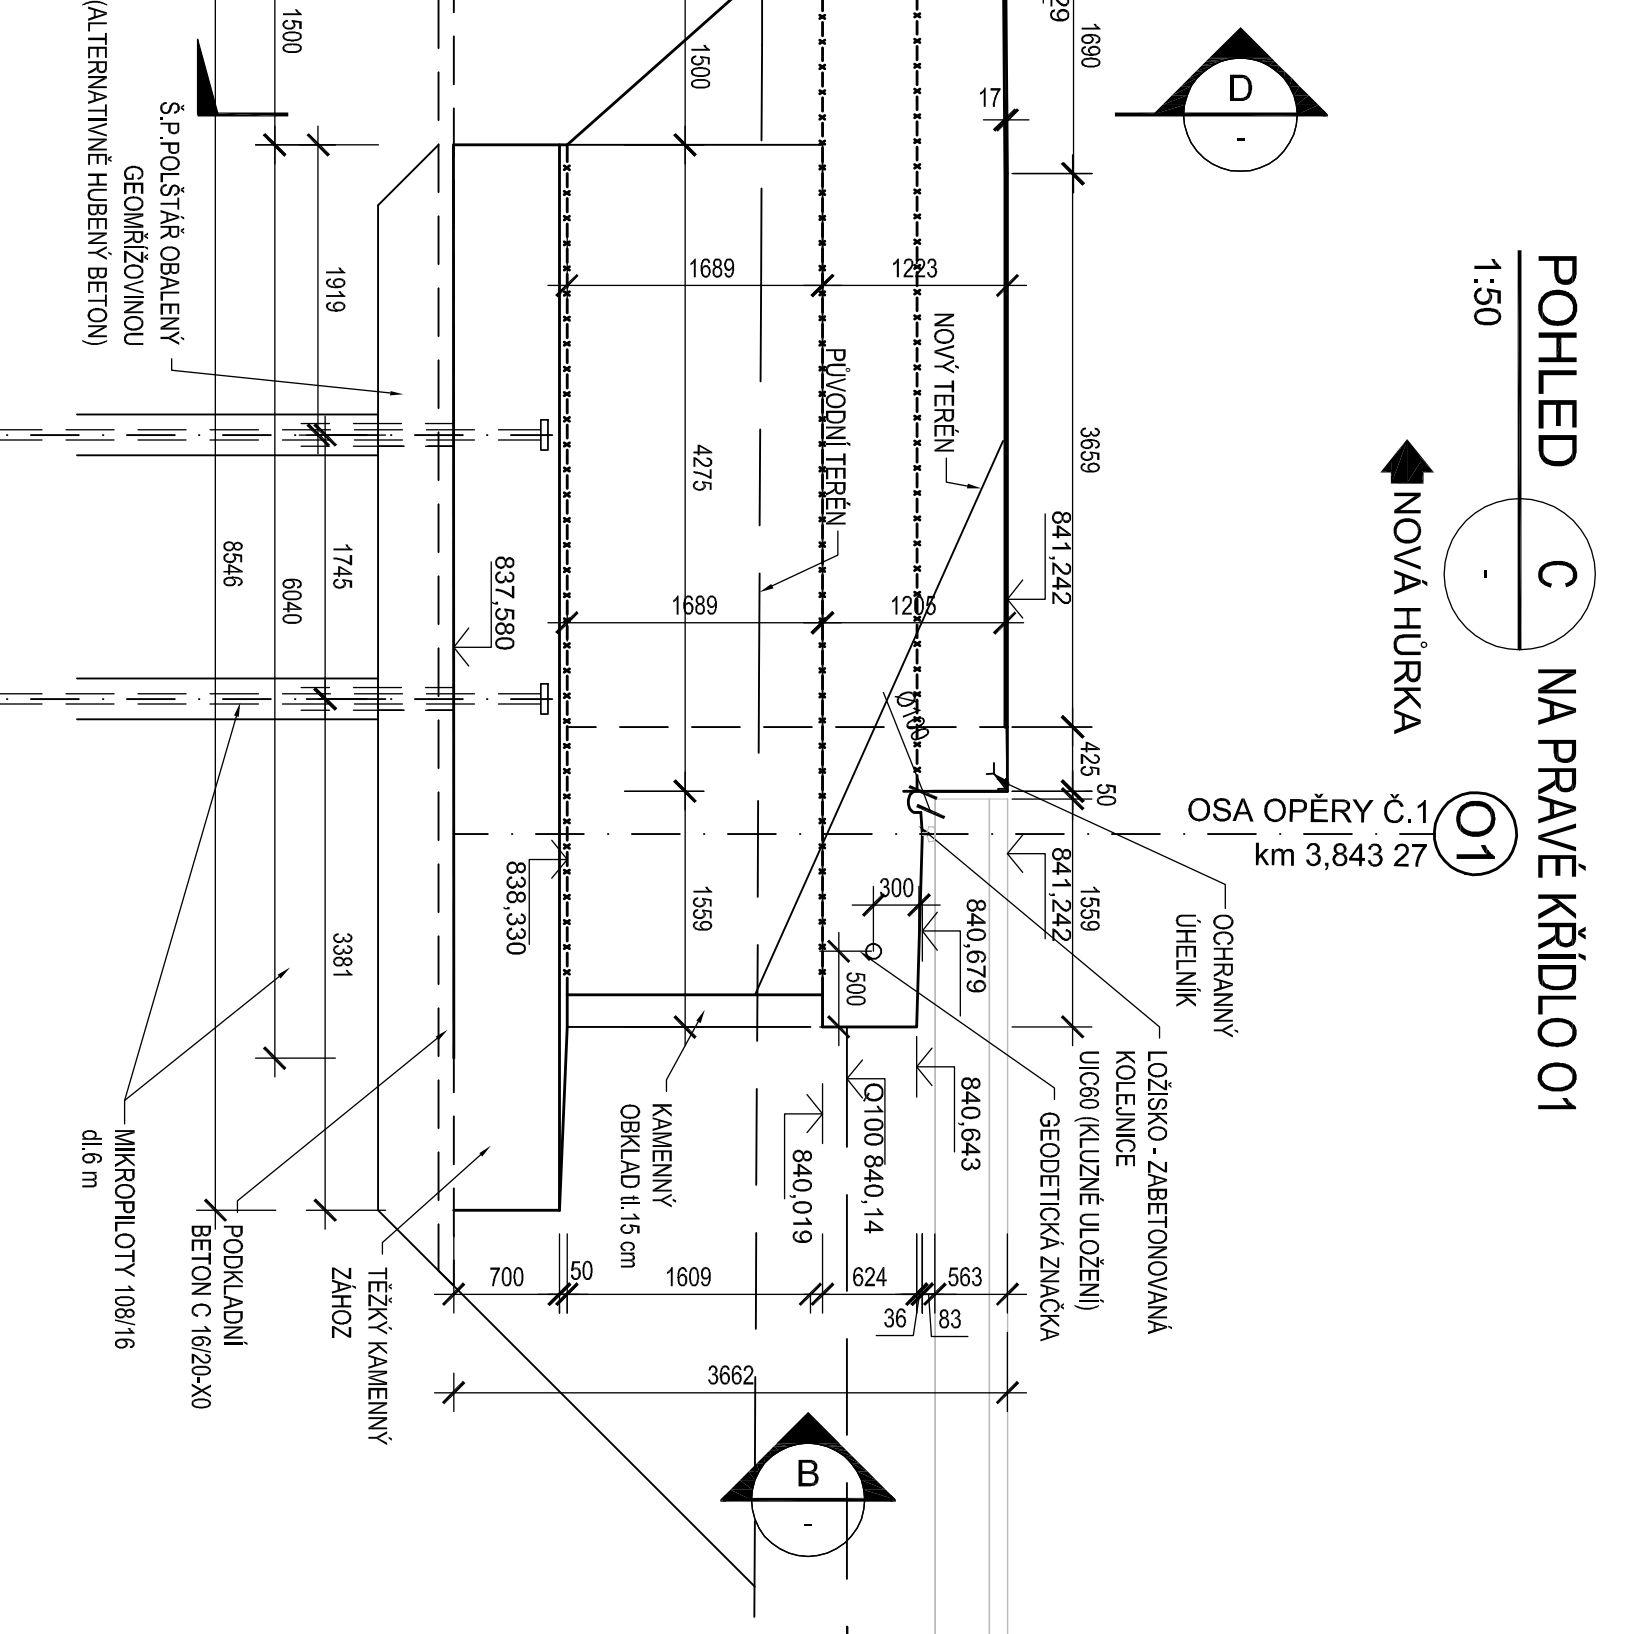 POHLED C NA PRAVÉ KŘÍDLO O1
-
1:50
NOVÁ HŮRKA
O1
OSA OPĚRY Č.1
km 3,843 27
D
-
B
-
OCHRANNÝ
ÚHELNÍK
LOŽISKO - ZABETONOVANÁ
KOLEJNICE
UIC60 (KLUZNÉ ULOŽENÍ)
GEODETICKÁ ZNAČKA
1690
3659
425
50
1559
29
17
841,242
841,242
840,679
840,643
Q100 840,14
840,019
NOVÝ TERÉN
PŮVODNÍ TERÉN
Ø100
300
500
1689
1223
1689
1205
1500
4275
1559
KAMENNÝ
OBKLAD tl.15 cm
838,330
837,580
TĚŽKÝ KAMENNÝ
ZÁHOZ
PODKLADNÍ
BETON C 16/20-X0
MIKROPILOTY 108/16
dl.6 m
1919
1745
3381
1500
6040
8546
Š.P.POLŠTÁŘ OBALENÝ
GEOMŘÍŽOVINOU
(ALTERNATIVNĚ HUBENÝ BETON)
700
50
1609
624
36
83
563
3662